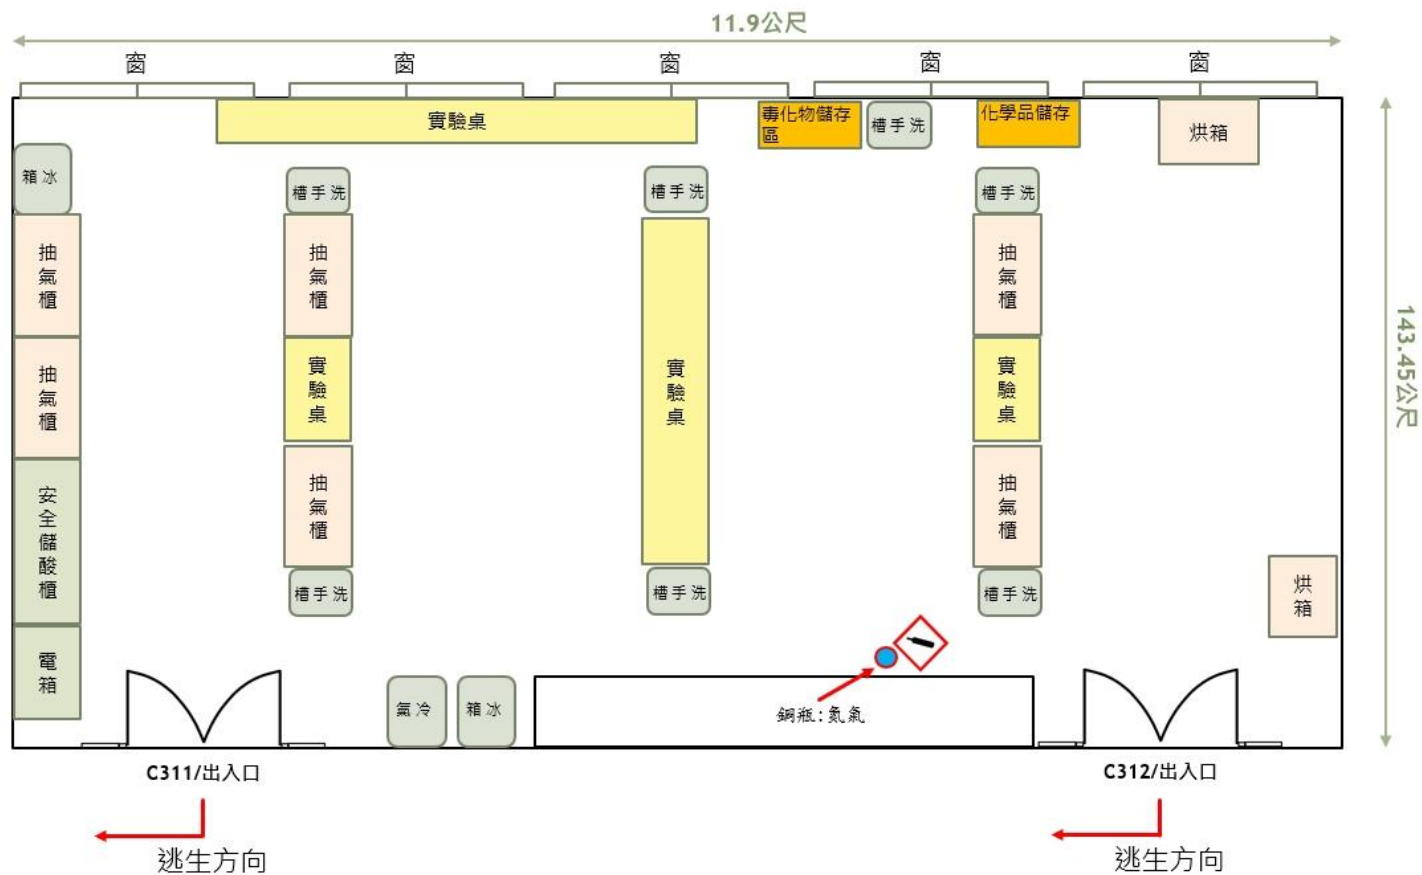 11.9公尺
窗
窗
窗
窗
窗
實驗桌
毒化物儲存
區
槽手洗
化學品儲存
烘箱
箱冰
槽手洗
槽手洗
槽手洗
抽氣櫃
抽氣櫃
抽氣櫃
143.45公尺
抽氣櫃
實驗桌
實驗桌
實驗桌
安全儲酸櫃
抽氣櫃
抽氣櫃
槽手洗
槽手洗
槽手洗
烘箱
電箱
氣冷
箱冰
鋼瓶:氮氣
C311/出入口
C312/出入口
逃生方向
逃生方向